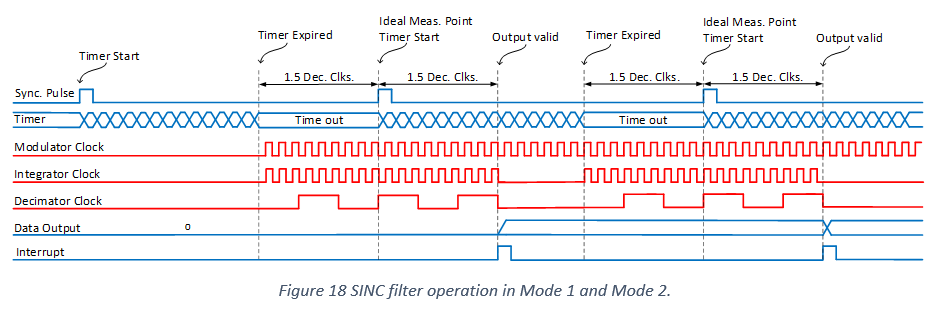 Ideal Meas. Point
Ideal Meas. Point
Timer Expired
Timer Start
Output valid
Timer Expired
Timer Start
Output valid
Timer Start
1.5 Dec. Clks.
1.5 Dec. Clks.
1.5 Dec. Clks.
1.5 Dec. Clks.
Sync. Pulse
Timer
Time out
Time out
Modulator Clock
Integrator Clock
Decimator Clock
Data Output
0
Interrupt
Figure 18 SINC filter operation in Mode 1 and Mode 2.